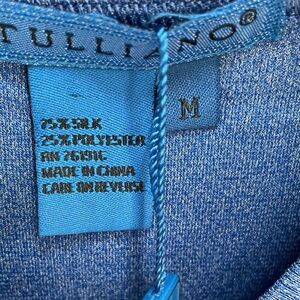 TULLIANO®
M
75% SILK
25% POLYESTER
RN 76191C
MADE IN CHINA
CARE ON REVERSE